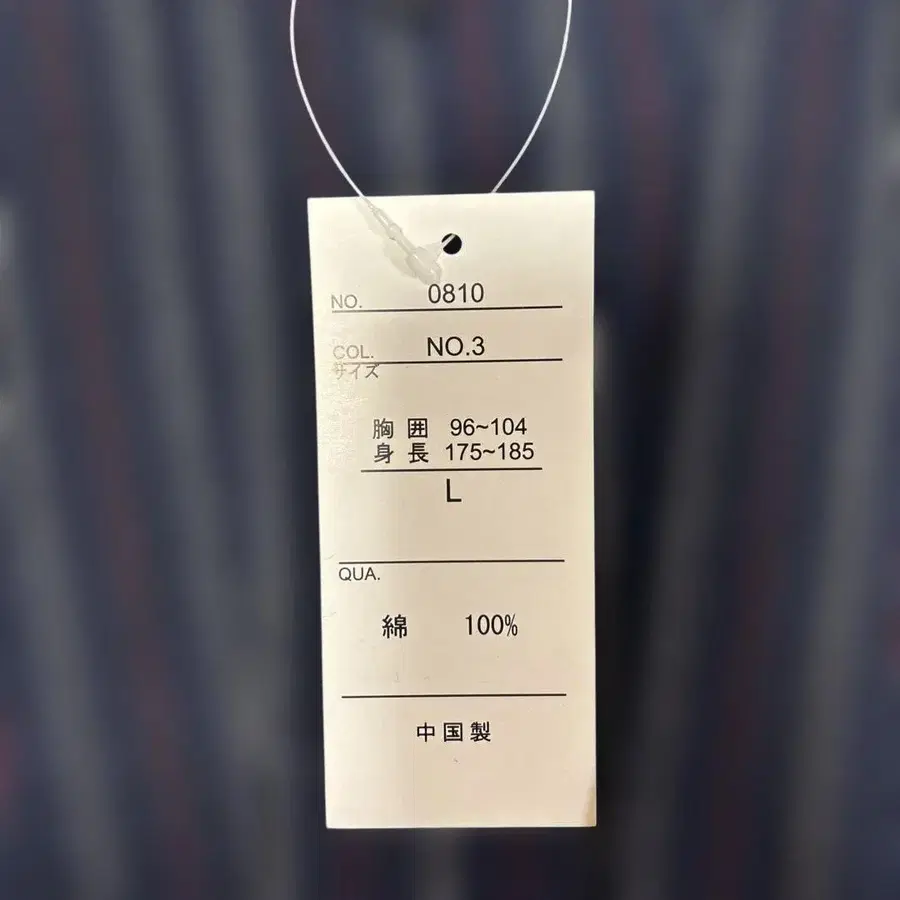 NO. 0810
COL. NO.3
サイズ
胸囲 96~104
身長 175~185
L
QUA.
綿 100%
中国製